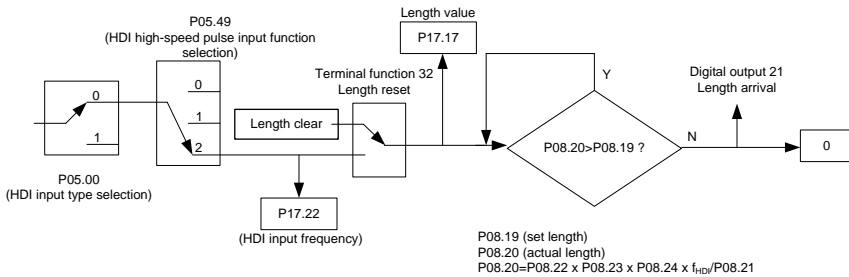 Length value
P17.17
P05.49
(HDI high-speed pulse input function
selection)
0
1
2
0
1
P05.00
(HDI input type selection)
Terminal function 32
Length reset
Length clear
P17.22
(HDI input frequency)
Y
P08.20>P08.19 ?
N
Digital output 21
Length arrival
0
P08.19 (set length)
P08.20 (actual length)
P08.20=P08.22 x P08.23 x P08.24 x fHDI/P08.21